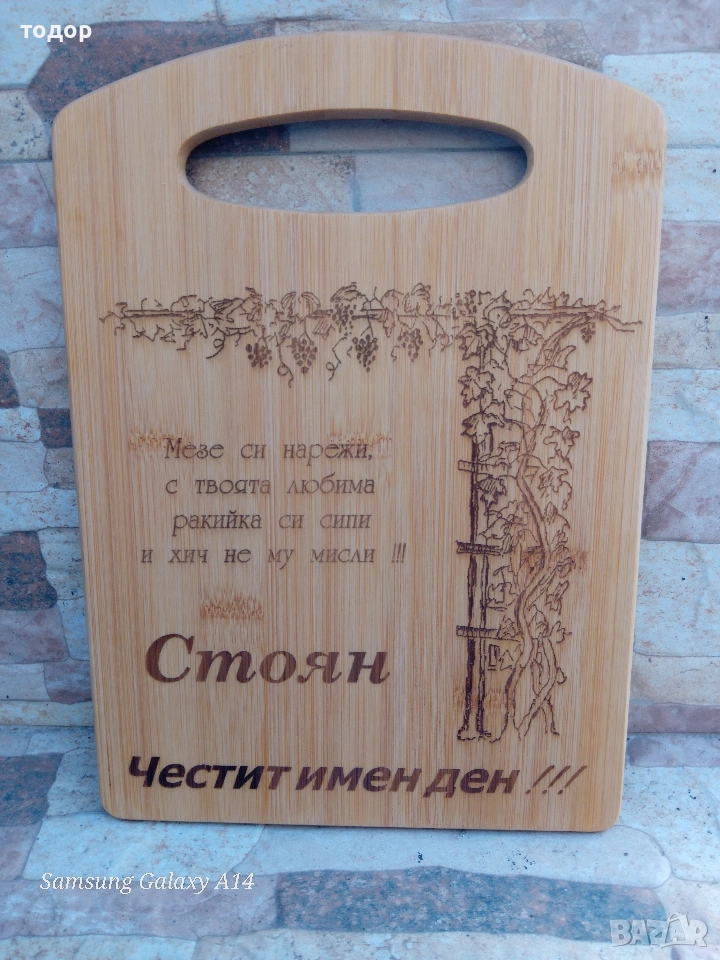 тодор
Мезе си нарежи,
с твоята любима
ракийка си сипи
и хич не му мисли !!!
Стоян
Честит имен ден !!!
Samsung Galaxy A14
BAZAR